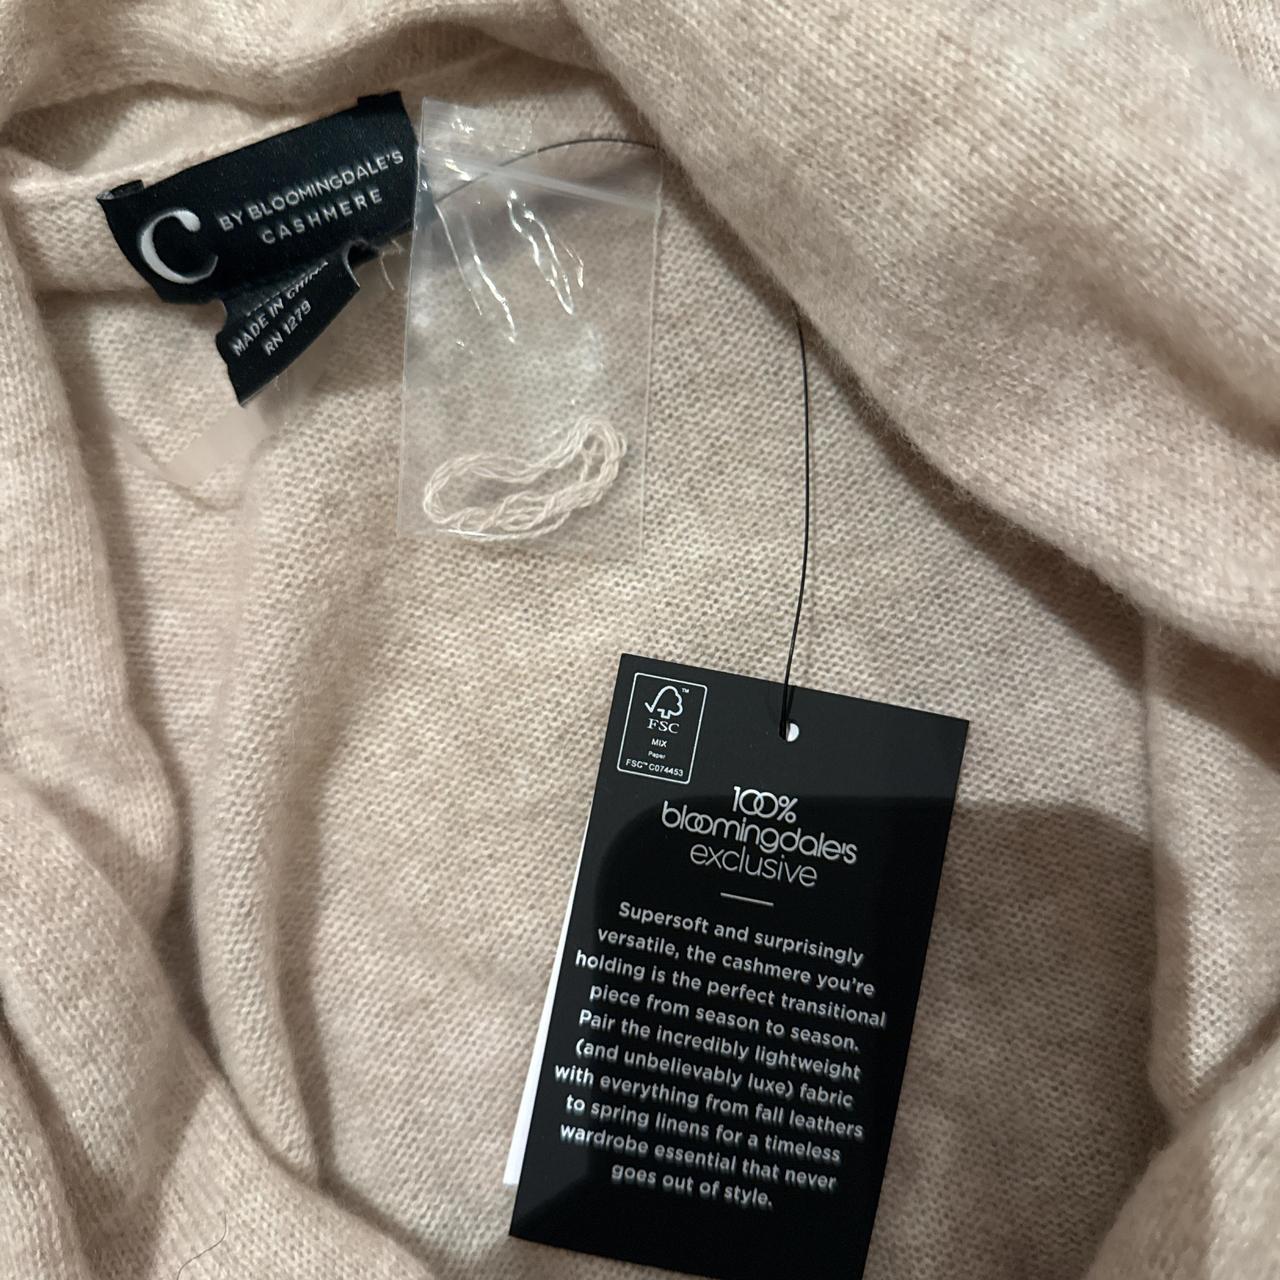 C BY BLOOMINGDALE'S
CASHMERE
MADE IN CHINA
RN 1279
FSC™
MIX
Paper
FSC™ C074453
100%
bloomingdale's
exclusive
Supersoft and surprisingly
versatile, the cashmere you're
holding is the perfect transitional
piece from season to season.
Pair the incredibly lightweight
(and unbelievably luxe) fabric
with everything from fall leathers
to spring linens for a timeless
wardrobe essential that never
goes out of style.